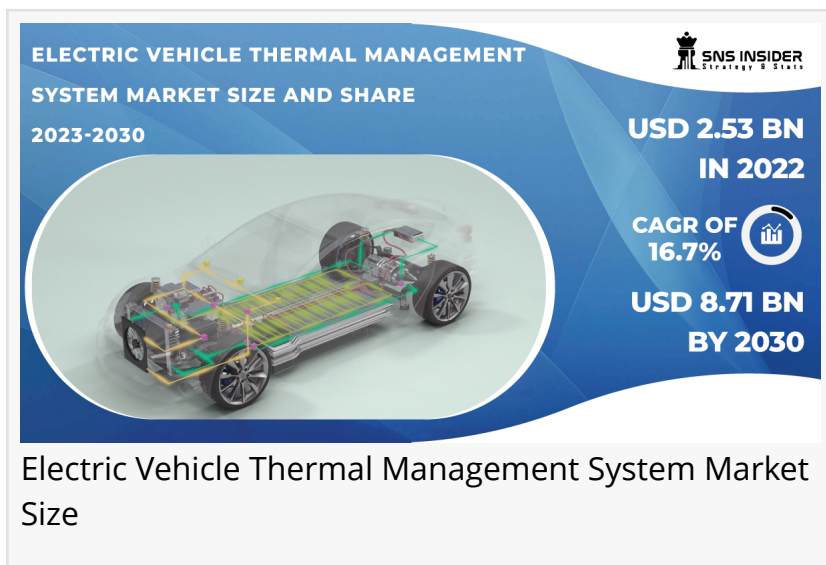 ELECTRIC VEHICLE THERMAL MANAGEMENT
SYSTEM MARKET SIZE AND SHARE
2023-2030
SNS INSIDER
Strategy & Stats
USD 2.53 BN
IN 2022
CAGR OF
16.7%
USD 8.71 BN
BY 2030
Electric Vehicle Thermal Management System Market
Size